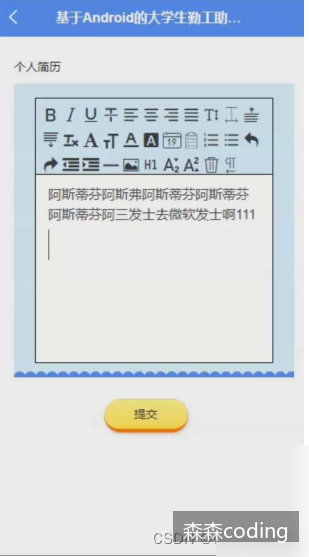 基于Android的大学生勤工助...
个人简历
H1
阿斯蒂芬阿斯弗阿斯蒂芬阿斯蒂芬
阿斯蒂芬阿三发士去微软发士啊111
提交
森森coding